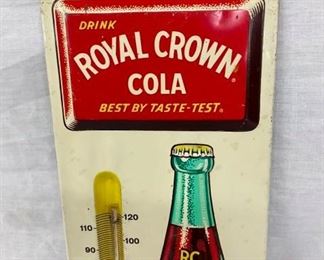 DRINK
ROYAL CROWN
COLA
BEST BY TASTE-TEST®
120
110
100
90
RC